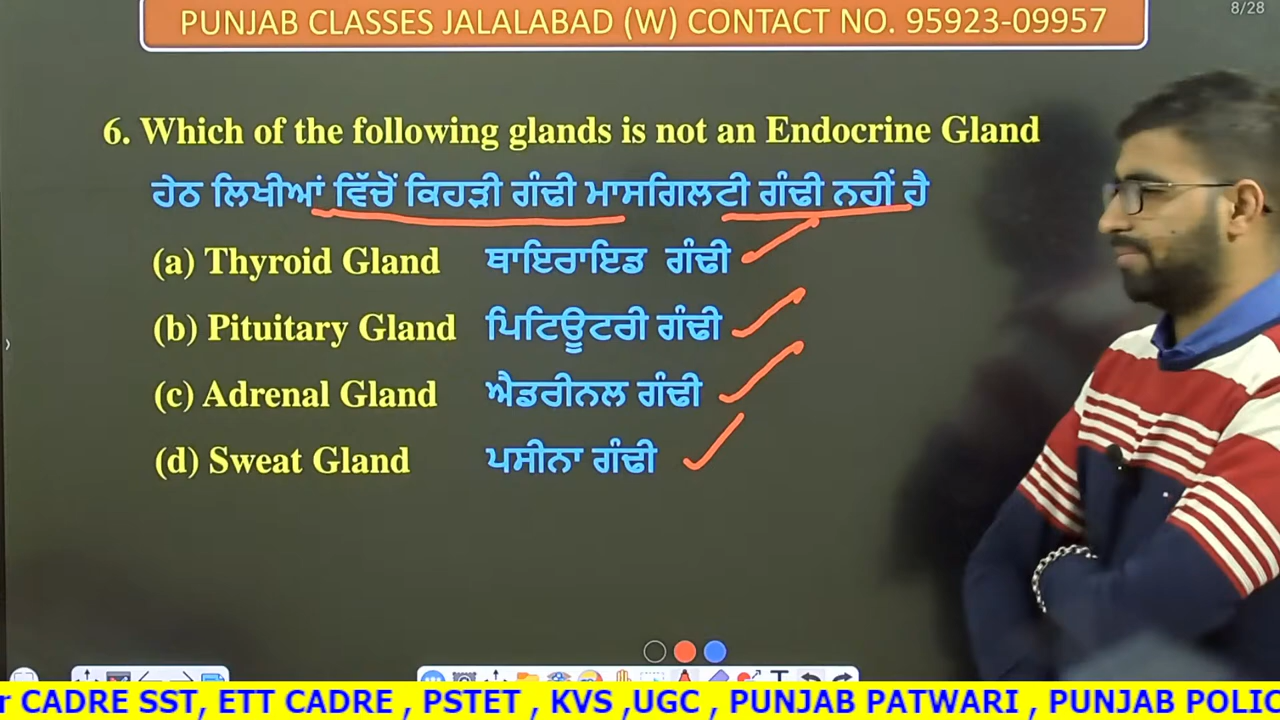 PUNJAB CLASSES JALALABAD (W) CONTACT NO. 95923-09957
8/28
6. Which of the following glands is not an Endocrine Gland
ਹੇਠ ਲਿਖੀਆਂ ਵਿੱਚੋਂ ਕਿਹੜੀ ਗੰਢੀ ਮਾਸਗਿਲਟੀ ਗੰਢੀ ਨਹੀਂ ਹੈ
(a) Thyroid Gland ਥਾਇਰਾਇਡ ਗੰਢੀ
(b) Pituitary Gland ਪਿਟਿਊਟਰੀ ਗੰਢੀ
(c) Adrenal Gland ਐਡਰੀਨਲ ਗੰਢੀ
(d) Sweat Gland ਪਸੀਨਾ ਗੰਢੀ
r CADRE SST, ETT CADRE , PSTET , KVS ,UGC , PUNJAB PATWARI , PUNJAB POLIC